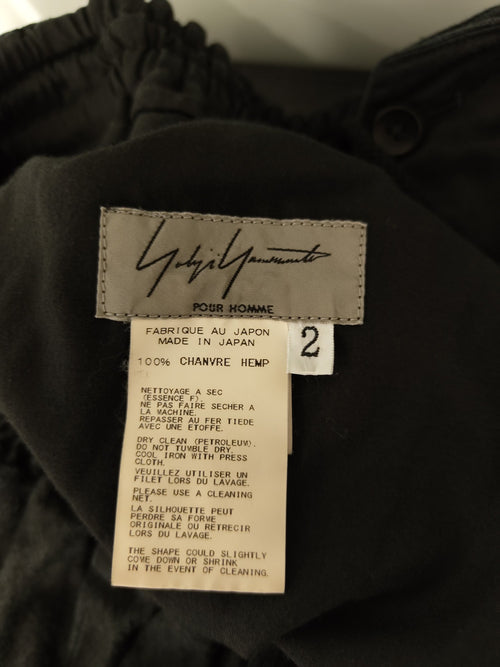 Yohji Yamamoto
POUR HOMME
FABRIQUE AU JAPON
MADE IN JAPAN
2
100% CHANVRE HEMP
NETTOYAGE A SEC
(ESSENCE F).
NE PAS FAIRE SECHER A
LA MACHINE.
REPASSER AU FER TIEDE
AVEC UNE ETOFFE.
DRY CLEAN (PETROLEUM).
DO NOT TUMBLE DRY.
COOL IRON WITH PRESS
CLOTH.
VEUILLEZ UTILISER UN
FILET LORS DU LAVAGE.
PLEASE USE A CLEANING
NET.
LA SILHOUETTE PEUT
PERDRE SA FORME
ORIGINALE OU RETRECIR
LORS DU LAVAGE.
THE SHAPE COULD SLIGHTLY
COME DOWN OR SHRINK
IN THE EVENT OF CLEANING.